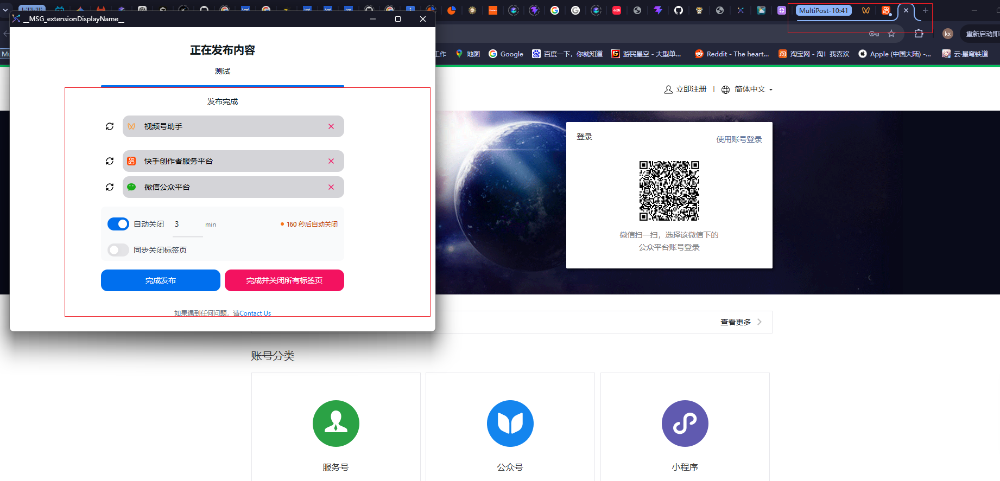 __MSG_extensionDisplayName__
MultiPost-10:41
kx
工作
地图
Google
百度一下，你就知道
游民星空 - 大型单...
Reddit - The heart...
淘宝网 - 淘！我喜欢
Apple (中国大陆) -...
云·星穹铁道
正在发布内容
测试
发布完成
视频号助手
快手创作者服务平台
微信公众平台
自动关闭
3
min
160 秒后自动关闭
同步关闭标签页
完成发布
完成并关闭所有标签页
如果遇到任何问题，请Contact Us
立即注册
简体中文
登录
使用账号登录
微信扫一扫，选择该微信下的
公众平台账号登录
查看更多
账号分类
服务号
公众号
小程序